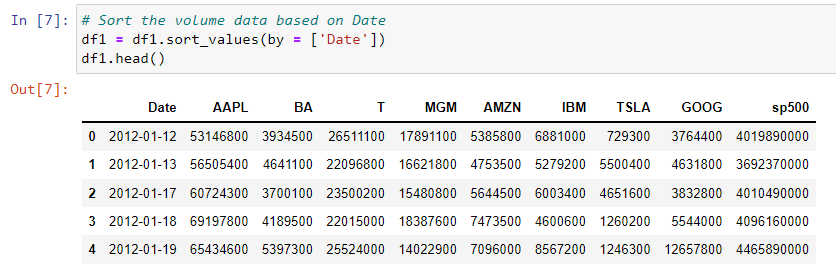 In [7]: # Sort the volume data based on Date
df1 = df1.sort_values(by = ['Date'])
df1.head()
Out[7]:
Date AAPL BA T MGM AMZN IBM TSLA GOOG sp500
0 2012-01-12 53146800 3934500 26511100 17891100 5385800 6881000 729300 3764400 4019890000
1 2012-01-13 56505400 4641100 22096800 16621800 4753500 5279200 5500400 4631800 3692370000
2 2012-01-17 60724300 3700100 23500200 15480800 5644500 6003400 4651600 3832800 4010490000
3 2012-01-18 69197800 4189500 22015000 18387600 7473500 4600600 1260200 5544000 4096160000
4 2012-01-19 65434600 5397300 25524000 14022900 7096000 8567200 1246300 12657800 4465890000